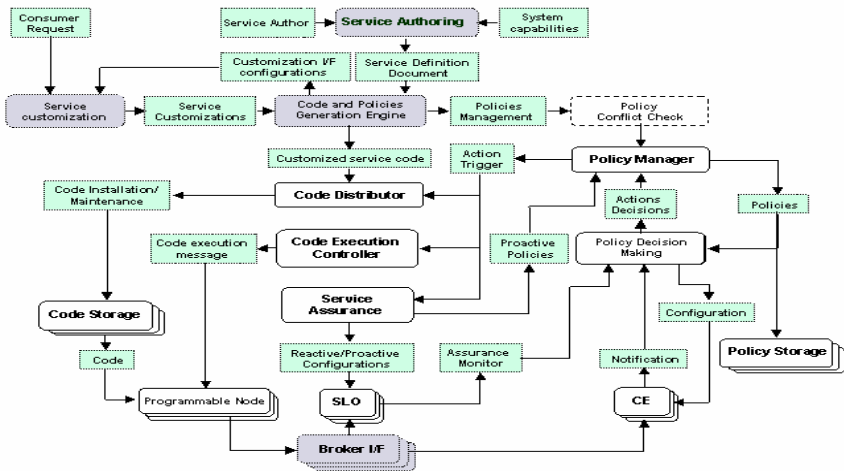 Consumer
Request
Service Author
Service Authoring
System
capabilities
Customization I/F
configurations
Service Definition
Document
Service
customization
Service
Customizations
Code and Policies
Generation Engine
Policies
Management
Policy
Conflict Check
Customized service code
Action
Trigger
Policy Manager
Code Installation/
Maintenance
Code Distributor
Actions
Decisions
Policies
Code execution
message
Code Execution
Controller
Proactive
Policies
Policy Decision
Making
Service
Assurance
Code Storage
Configuration
Code
Reactive/Proactive
Configurations
Assurance
Monitor
Notification
Policy Storage
Programmable Node
SLO
CE
Broker I/F